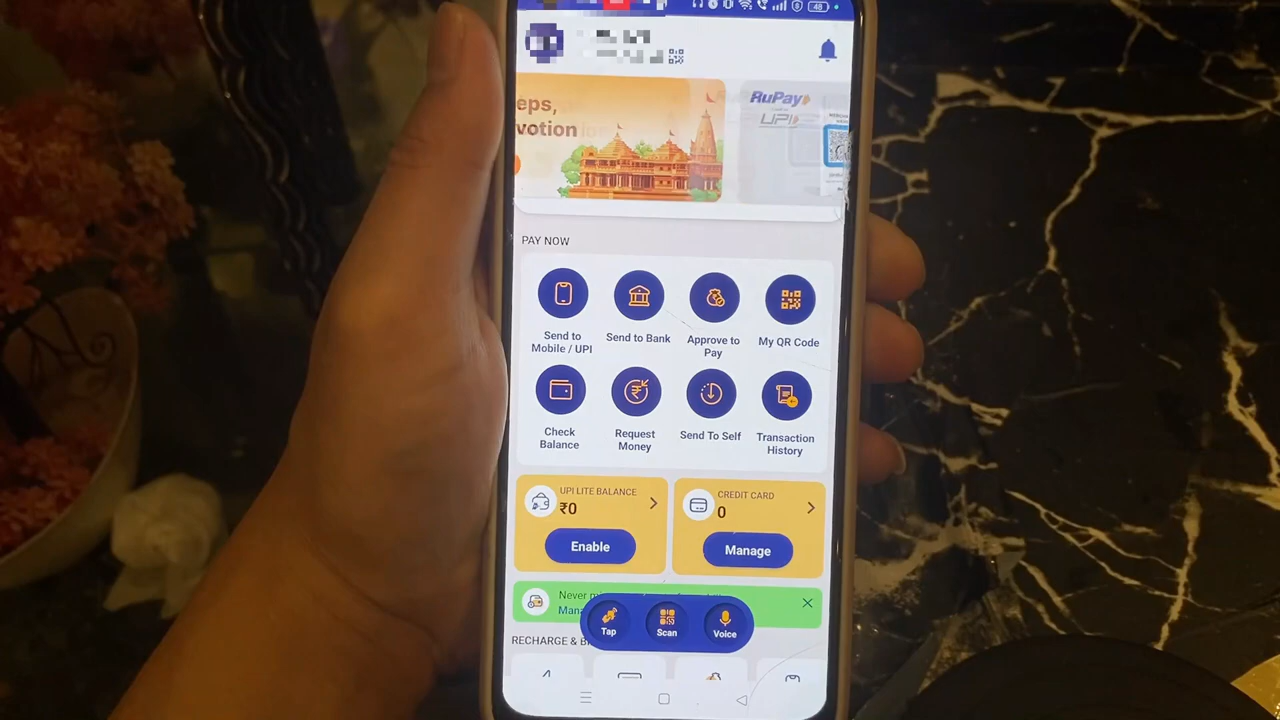 48
eps,
votion
RuPay
UPI
PAY NOW
Send to
Mobile / UPI
Send to Bank
Approve to
Pay
My QR Code
Check
Balance
Request
Money
Send To Self
Transaction
History
UPI LITE BALANCE
₹0
Enable
CREDIT CARD
0
Manage
Never
Mana
Tap
Scan
Voice
RECHARGE & B